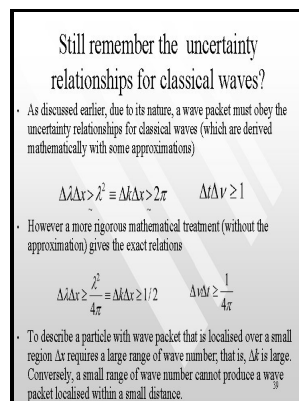 Still remember the uncertainty
relationships for classical waves?
• As discussed earlier, due to its nature, a wave packet must obey the
uncertainty relationships for classical waves (which are derived
mathematically with some approximations)
ΔλΔx > λ² ≡ ΔkΔx > 2π ΔtΔν ≥ 1
~ ~
• However a more rigorous mathematical treatment (without the
approximation) gives the exact relations
ΔλΔx ≥ λ²/4π ≡ ΔkΔx ≥ 1/2 ΔνΔt ≥ 1/4π
• To describe a particle with wave packet that is localised over a small
region Δx requires a large range of wave number; that is, Δk is large.
Conversely, a small range of wave number cannot produce a wave
packet localised within a small distance.
39